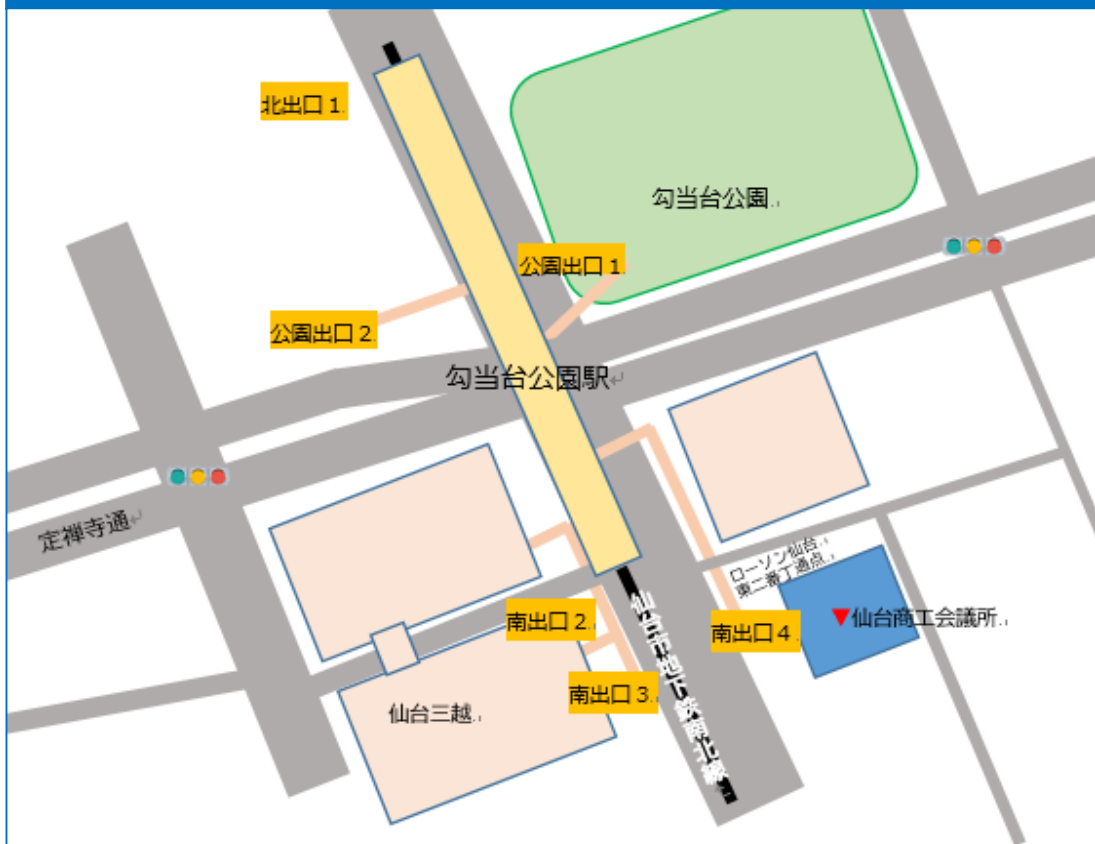 北出口1
勾当台公園
公園出口1
公園出口2
勾当台公園駅
定禅寺通
ローソン仙台
東二番丁通点
仙台商工会議所
南出口2
南出口4
南出口3
仙台三越
仙台市地下鉄南北線